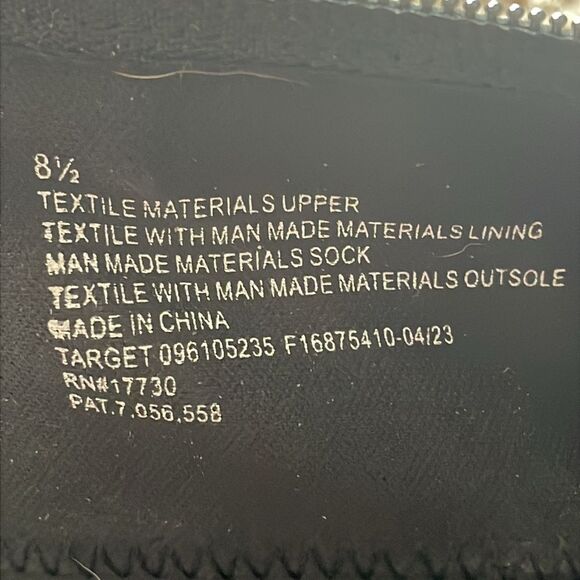 8½
TEXTILE MATERIALS UPPER
TEXTILE WITH MAN MADE MATERIALS LINING
MAN MADE MATERIALS SOCK
TEXTILE WITH MAN MADE MATERIALS OUTSOLE
MADE IN CHINA
TARGET 096105235 F16875410-04/23
RN#17730
PAT.7,056,558